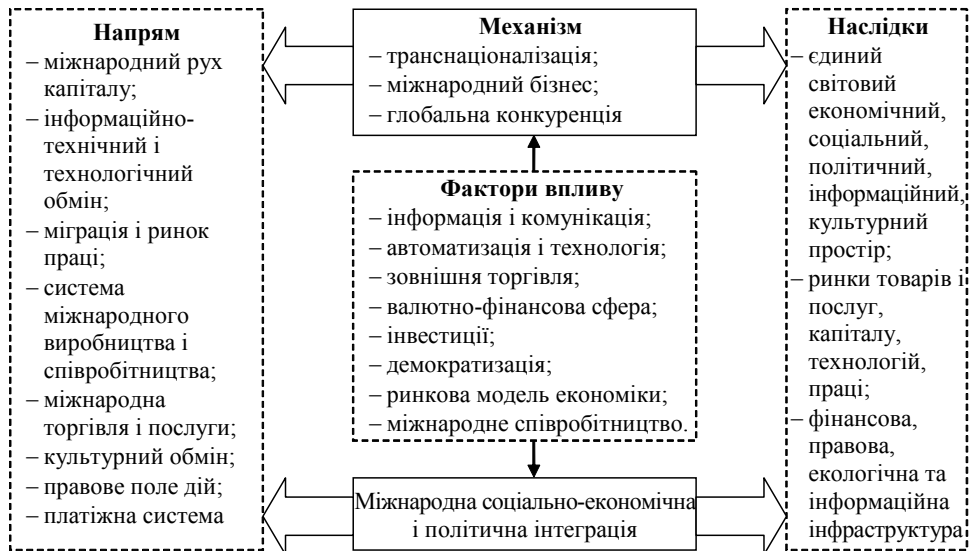 Напрям
– міжнародний рух
капіталу;
– інформаційно-
технічний і
технологічний
обмін;
– міграція і ринок
праці;
– система
міжнародного
виробництва і
співробітництва;
– міжнародна
торгівля і послуги;
– культурний обмін;
– правове поле дій;
– платіжна система
Механізм
– транснаціоналізація;
– міжнародний бізнес;
– глобальна конкуренція
Фактори впливу
– інформація і комунікація;
– автоматизація і технологія;
– зовнішня торгівля;
– валютно-фінансова сфера;
– інвестиції;
– демократизація;
– ринкова модель економіки;
– міжнародне співробітництво.
Міжнародна соціально-економічна
і політична інтеграція
Наслідки
– єдиний
світовий
економічний,
соціальний,
політичний,
інформаційний,
культурний
простір;
– ринки товарів і
послуг,
капіталу,
технологій,
праці;
– фінансова,
правова,
екологічна та
інформаційна
інфраструктура.